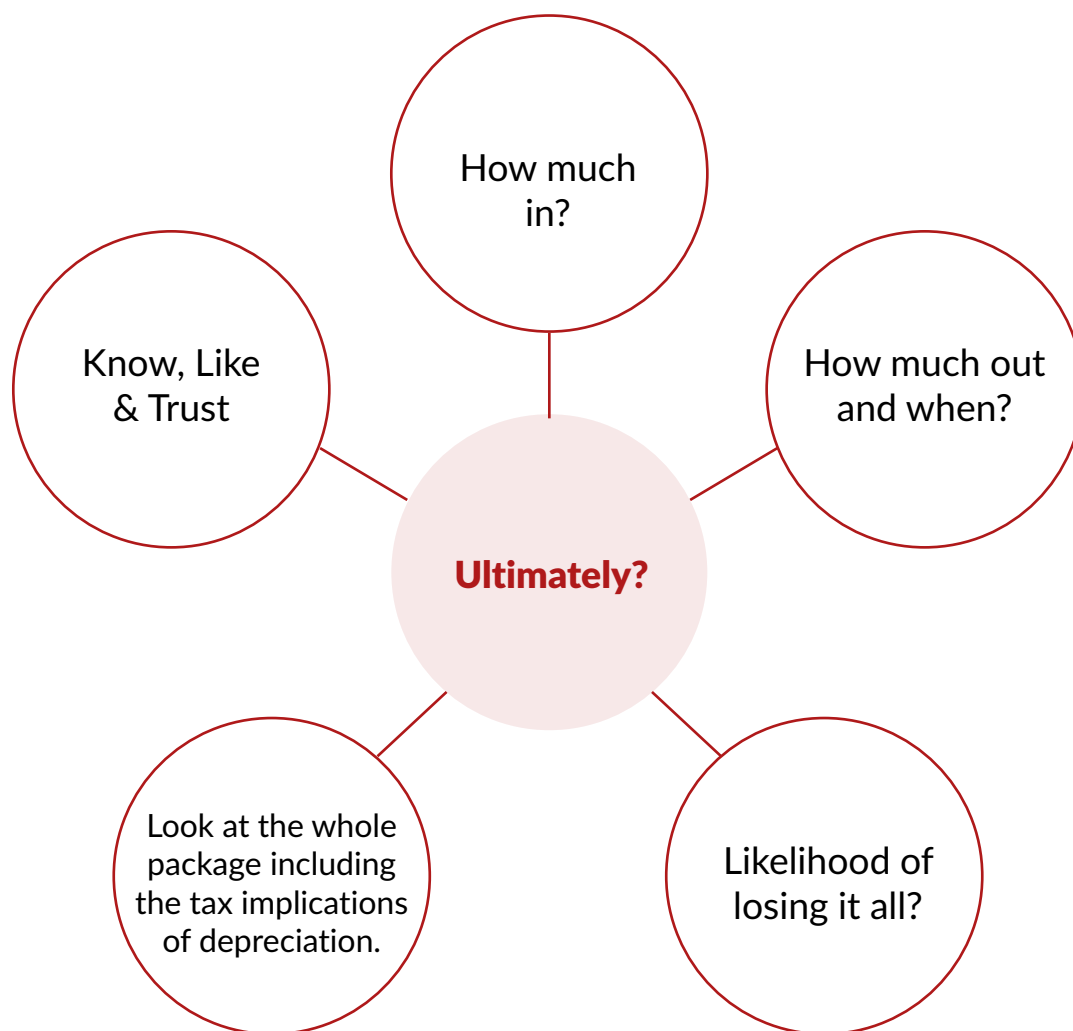 How much
in?
Know, Like
& Trust
How much out
and when?
Ultimately?
Look at the whole
package including
the tax implications
of depreciation.
Likelihood of
losing it all?